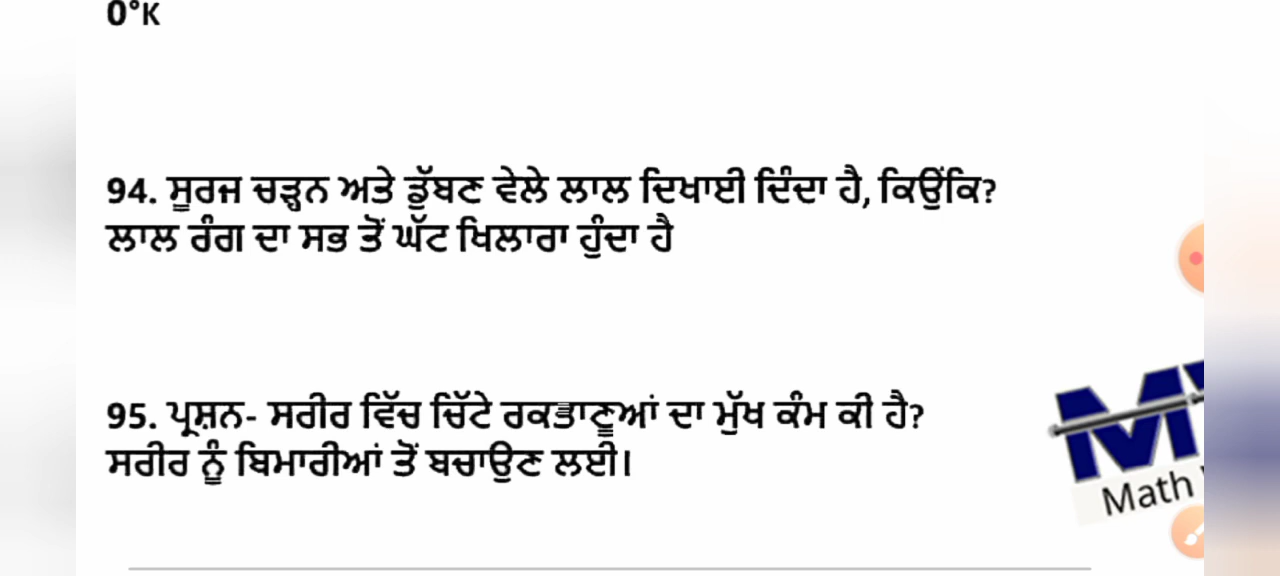 0°K
94. ਸੂਰਜ ਚੜ੍ਹਨ ਅਤੇ ਡੁੱਬਣ ਵੇਲੇ ਲਾਲ ਦਿਖਾਈ ਦਿੰਦਾ ਹੈ, ਕਿਉਂਕਿ?
ਲਾਲ ਰੰਗ ਦਾ ਸਭ ਤੋਂ ਘੱਟ ਖਿਲਾਰਾ ਹੁੰਦਾ ਹੈ
95. ਪ੍ਰਸ਼ਨ- ਸਰੀਰ ਵਿੱਚ ਚਿੱਟੇ ਰਕਤਾਣੂਆਂ ਦਾ ਮੁੱਖ ਕੰਮ ਕੀ ਹੈ?
ਸਰੀਰ ਨੂੰ ਬਿਮਾਰੀਆਂ ਤੋਂ ਬਚਾਉਣ ਲਈ।
Math